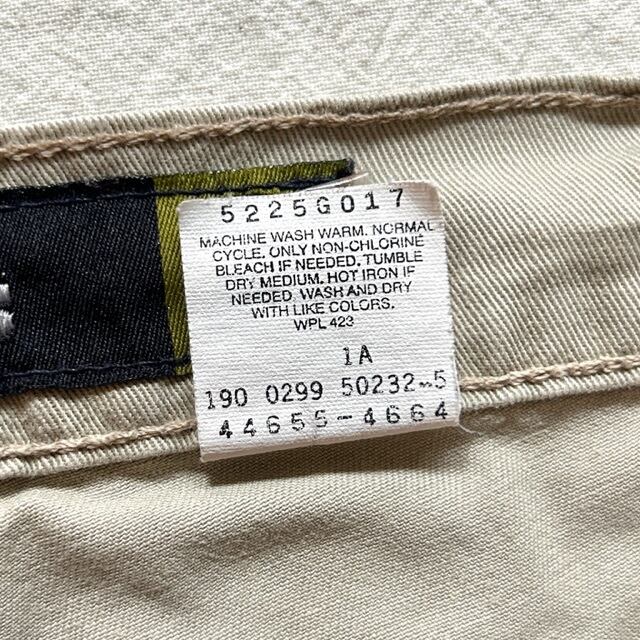 5225G017
MACHINE WASH WARM. NORMAL
CYCLE. ONLY NON-CHLORINE
BLEACH IF NEEDED. TUMBLE
DRY MEDIUM. HOT IRON IF
NEEDED. WASH AND DRY
WITH LIKE COLORS.
WPL 423
1A
190 0299 50232-5
44655-4664